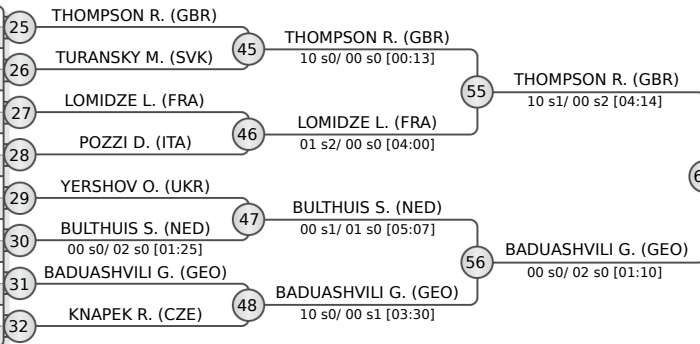 25
THOMPSON R. (GBR)
26
TURANSKY M. (SVK)
45
THOMPSON R. (GBR)
10 s0/ 00 s0 [00:13]
27
LOMIDZE L. (FRA)
28
POZZI D. (ITA)
46
LOMIDZE L. (FRA)
01 s2/ 00 s0 [04:00]
55
THOMPSON R. (GBR)
10 s1/ 00 s2 [04:14]
29
YERSHOV O. (UKR)
30
BULTHUIS S. (NED)
00 s0/ 02 s0 [01:25]
47
BULTHUIS S. (NED)
00 s1/ 01 s0 [05:07]
31
BADUASHVILI G. (GEO)
32
KNAPEK R. (CZE)
48
BADUASHVILI G. (GEO)
10 s0/ 00 s1 [03:30]
56
BADUASHVILI G. (GEO)
00 s0/ 02 s0 [01:10]